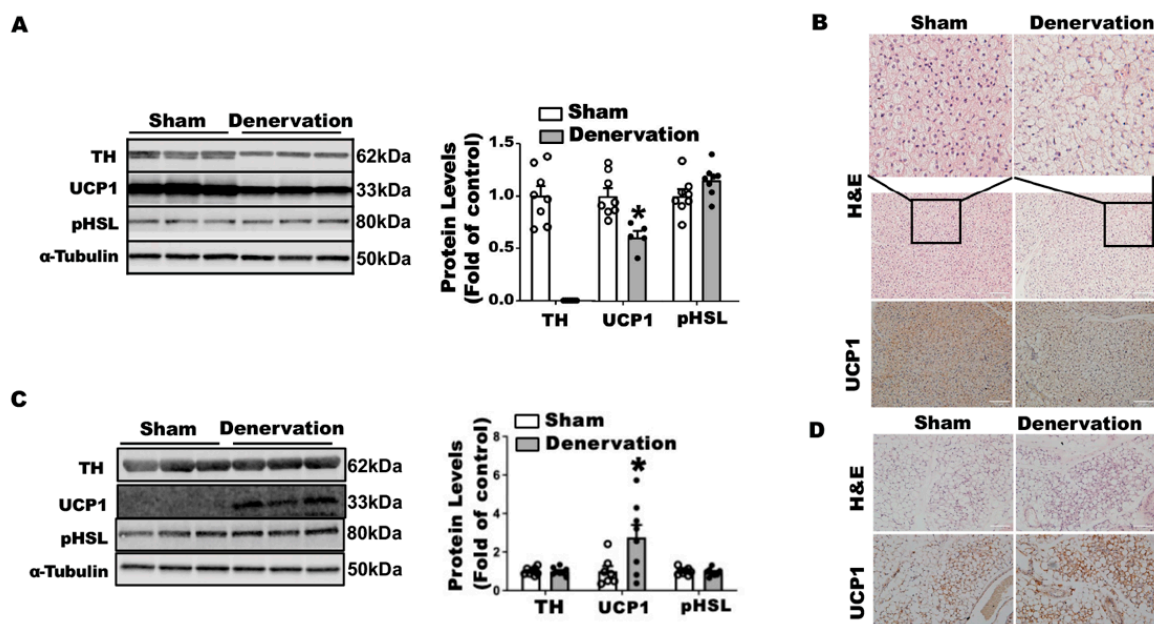 A
Sham Denervation
TH 62kDa
UCP1 33kDa
pHSL 80kDa
α-Tubulin 50kDa
Sham
Denervation
Protein Levels
(Fold of control)
1.5
1.0
0.5
0.0
*
TH UCP1 pHSL
B
Sham Denervation
H&E
UCP1
C
Sham Denervation
TH 62kDa
UCP1 33kDa
pHSL 80kDa
α-Tubulin 50kDa
Sham
Denervation
Protein Levels
(Fold of control)
8
6
4
2
0
*
TH UCP1 pHSL
D
Sham Denervation
H&E
UCP1